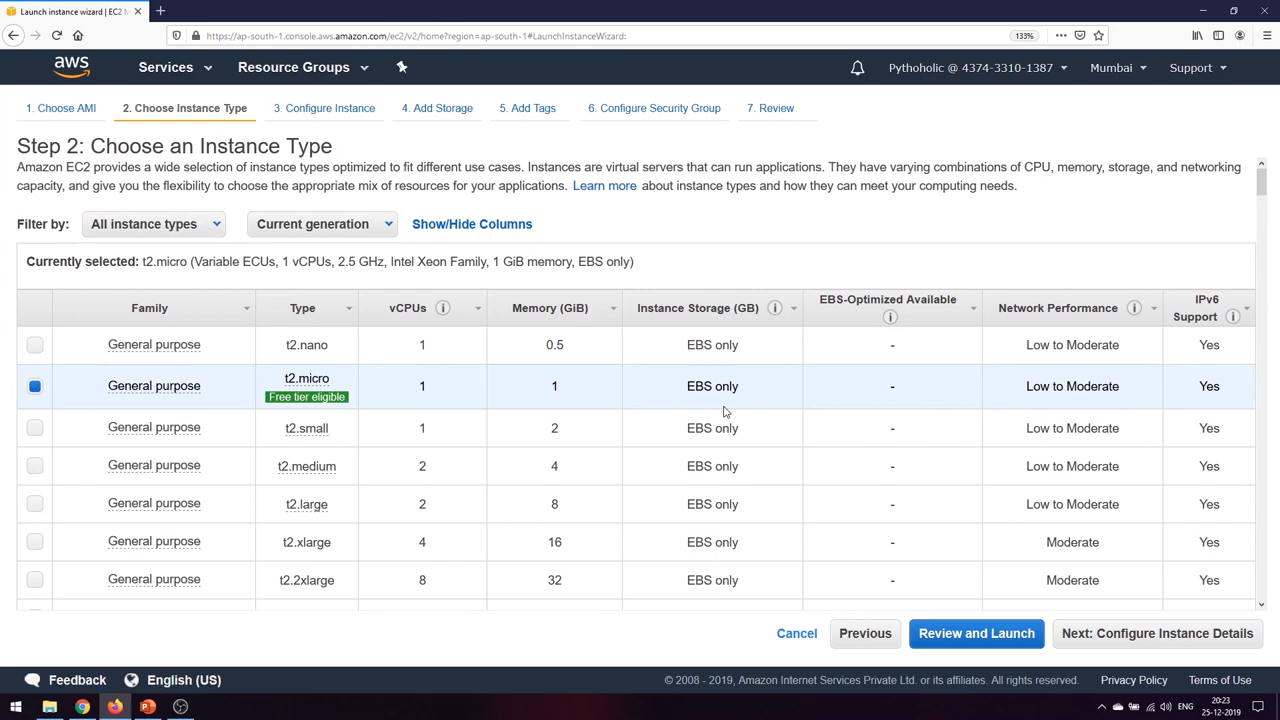 Launch instance wizard | EC2 M
https://ap-south-1.console.aws.amazon.com/ec2/v2/home?region=ap-south-1#LaunchInstanceWizard:
133%
aws
Services
Resource Groups
Pythoholic @ 4374-3310-1387
Mumbai
Support
1. Choose AMI
2. Choose Instance Type
3. Configure Instance
4. Add Storage
5. Add Tags
6. Configure Security Group
7. Review
Step 2: Choose an Instance Type
Amazon EC2 provides a wide selection of instance types optimized to fit different use cases. Instances are virtual servers that can run applications. They have varying combinations of CPU, memory, storage, and networking
capacity, and give you the flexibility to choose the appropriate mix of resources for your applications. Learn more about instance types and how they can meet your computing needs.
Filter by: All instance types Current generation Show/Hide Columns
Currently selected: t2.micro (Variable ECUs, 1 vCPUs, 2.5 GHz, Intel Xeon Family, 1 GiB memory, EBS only)
Family Type vCPUs Memory (GiB) Instance Storage (GB) EBS-Optimized Available Network Performance IPv6 Support
General purpose t2.nano 1 0.5 EBS only - Low to Moderate Yes
General purpose t2.micro 1 1 EBS only - Low to Moderate Yes
Free tier eligible
General purpose t2.small 1 2 EBS only - Low to Moderate Yes
General purpose t2.medium 2 4 EBS only - Low to Moderate Yes
General purpose t2.large 2 8 EBS only - Low to Moderate Yes
General purpose t2.xlarge 4 16 EBS only - Moderate Yes
General purpose t2.2xlarge 8 32 EBS only - Moderate Yes
Cancel
Previous
Review and Launch
Next: Configure Instance Details
Feedback
English (US)
© 2008 - 2019, Amazon Internet Services Private Ltd. or its affiliates. All rights reserved.
Privacy Policy
Terms of Use
ENG
20:23
25-12-2019